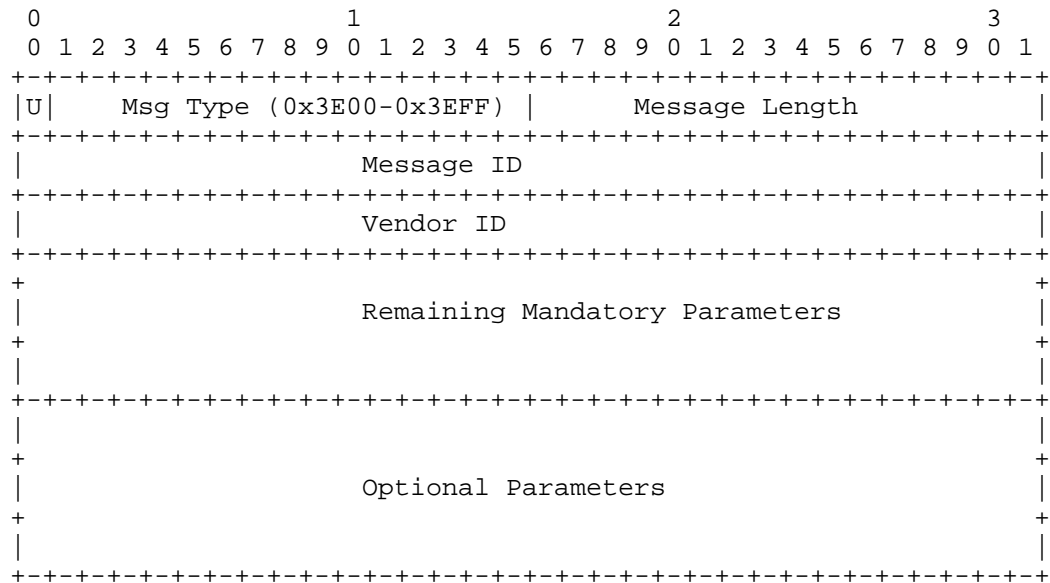 0                   1                   2                   3
 0 1 2 3 4 5 6 7 8 9 0 1 2 3 4 5 6 7 8 9 0 1 2 3 4 5 6 7 8 9 0 1
+-+-+-+-+-+-+-+-+-+-+-+-+-+-+-+-+-+-+-+-+-+-+-+-+-+-+-+-+-+-+-+-+
|U|    Msg Type (0x3E00-0x3EFF) |      Message Length           |
+-+-+-+-+-+-+-+-+-+-+-+-+-+-+-+-+-+-+-+-+-+-+-+-+-+-+-+-+-+-+-+-+
|                     Message ID                                |
+-+-+-+-+-+-+-+-+-+-+-+-+-+-+-+-+-+-+-+-+-+-+-+-+-+-+-+-+-+-+-+-+
|                     Vendor ID                                 |
+-+-+-+-+-+-+-+-+-+-+-+-+-+-+-+-+-+-+-+-+-+-+-+-+-+-+-+-+-+-+-+-+
+                                                               +
|                     Remaining Mandatory Parameters            |
+                                                               +
|                                                               |
+-+-+-+-+-+-+-+-+-+-+-+-+-+-+-+-+-+-+-+-+-+-+-+-+-+-+-+-+-+-+-+-+
|                                                               |
+                                                               +
|                     Optional Parameters                       |
+                                                               +
|                                                               |
+-+-+-+-+-+-+-+-+-+-+-+-+-+-+-+-+-+-+-+-+-+-+-+-+-+-+-+-+-+-+-+-+